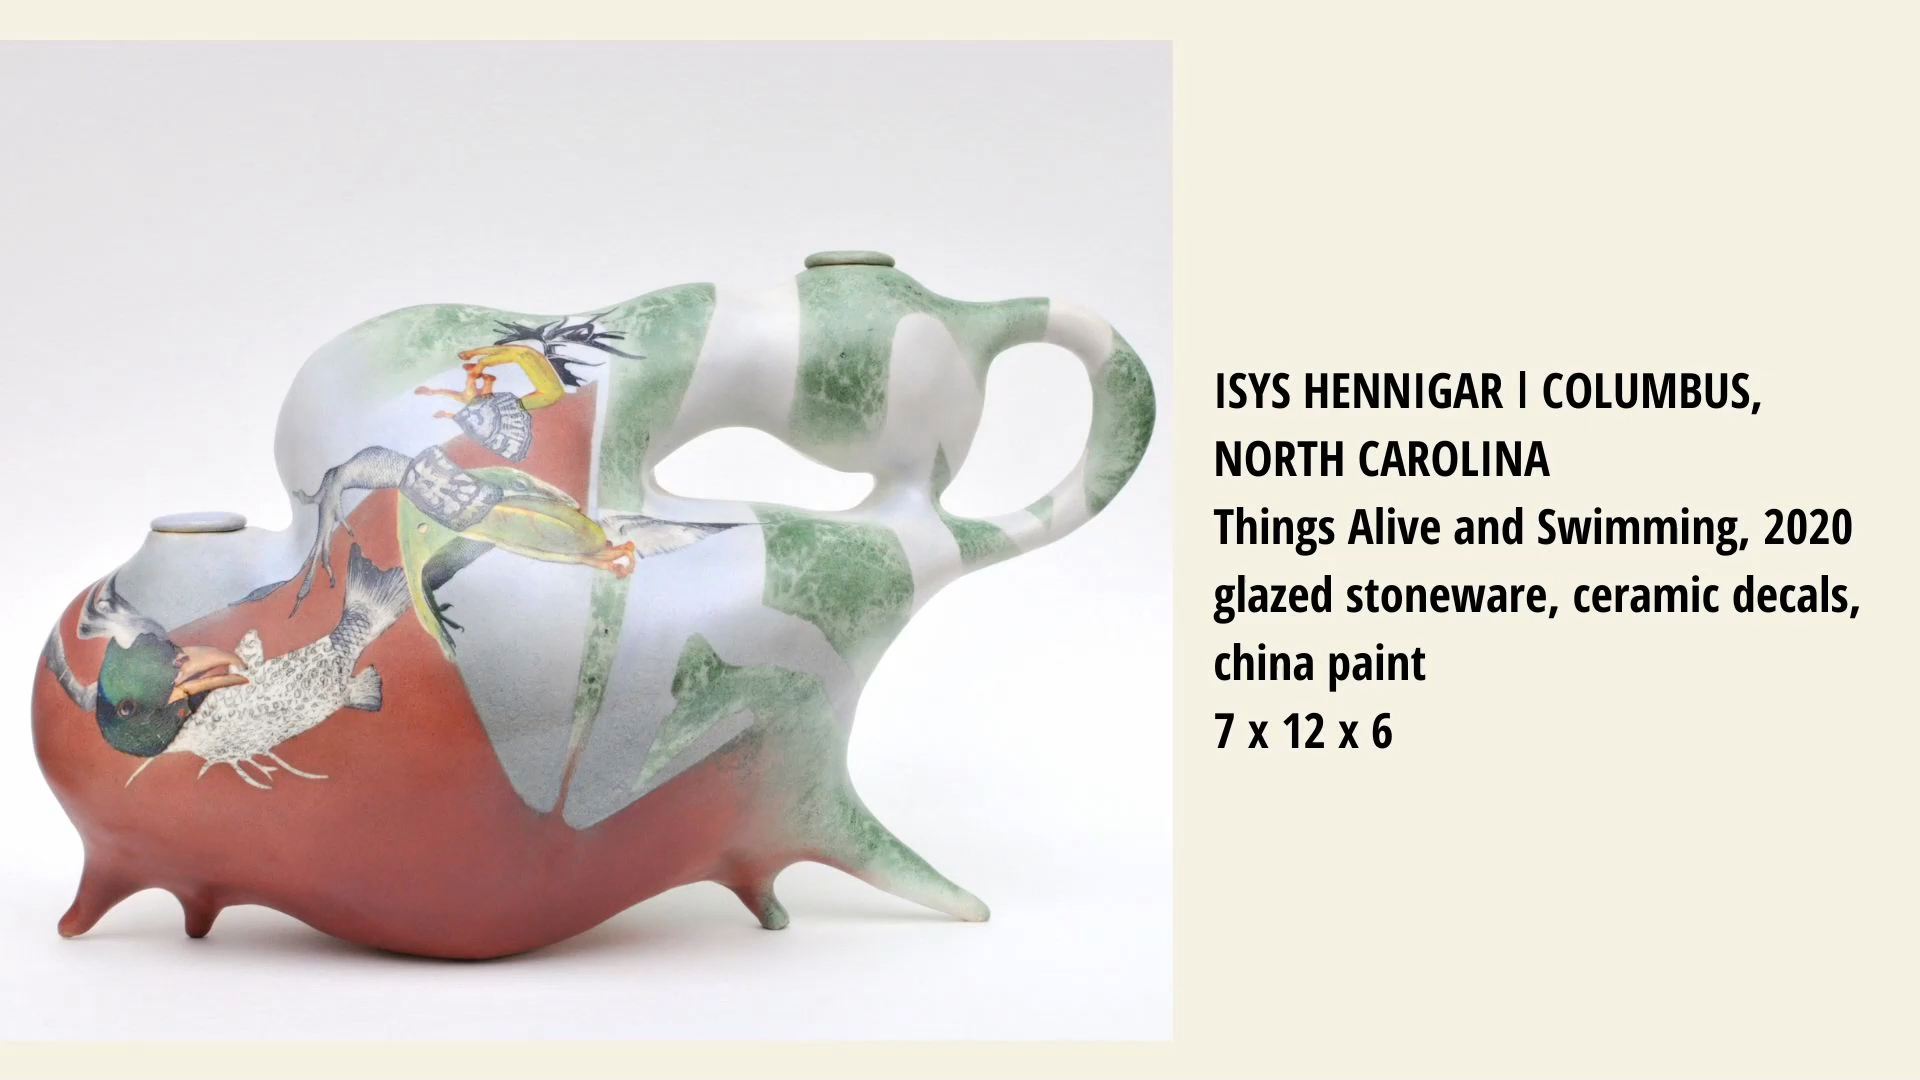 ISYS HENNIGAR | COLUMBUS,
NORTH CAROLINA
Things Alive and Swimming, 2020
glazed stoneware, ceramic decals,
china paint
7 x 12 x 6